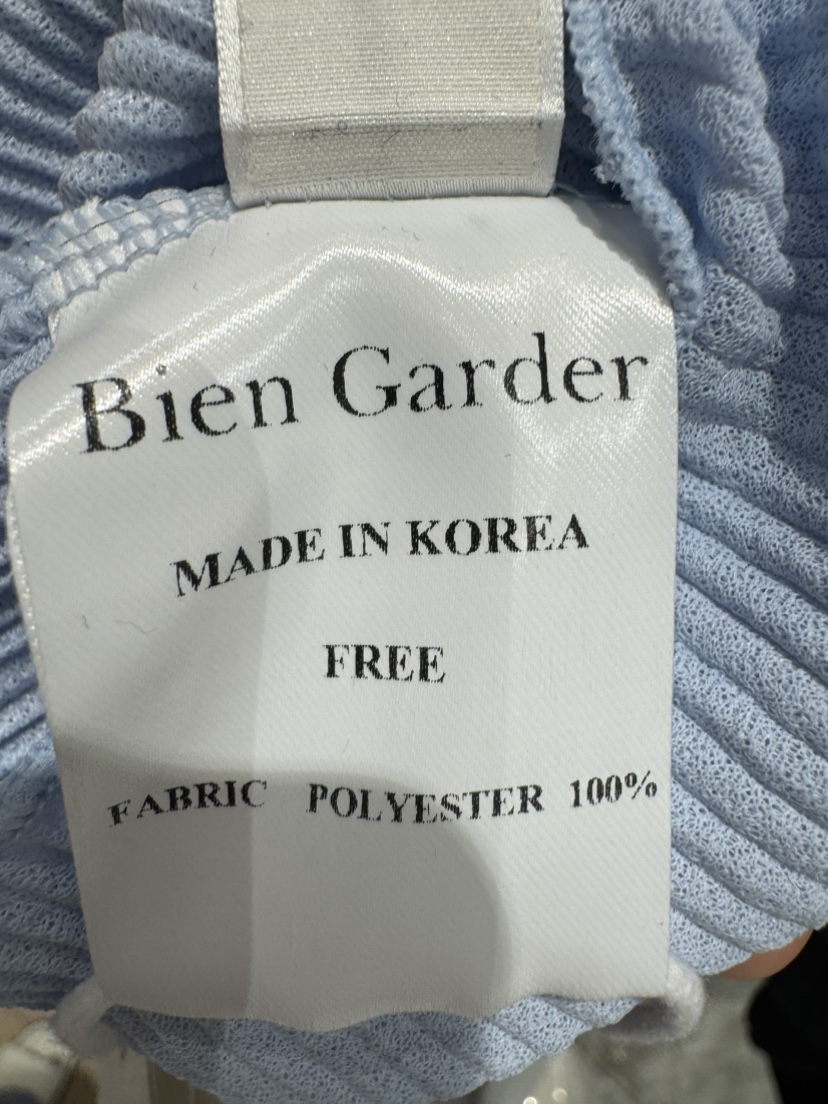 Bien Garder
MADE IN KOREA
FREE
FABRIC POLYESTER 100%